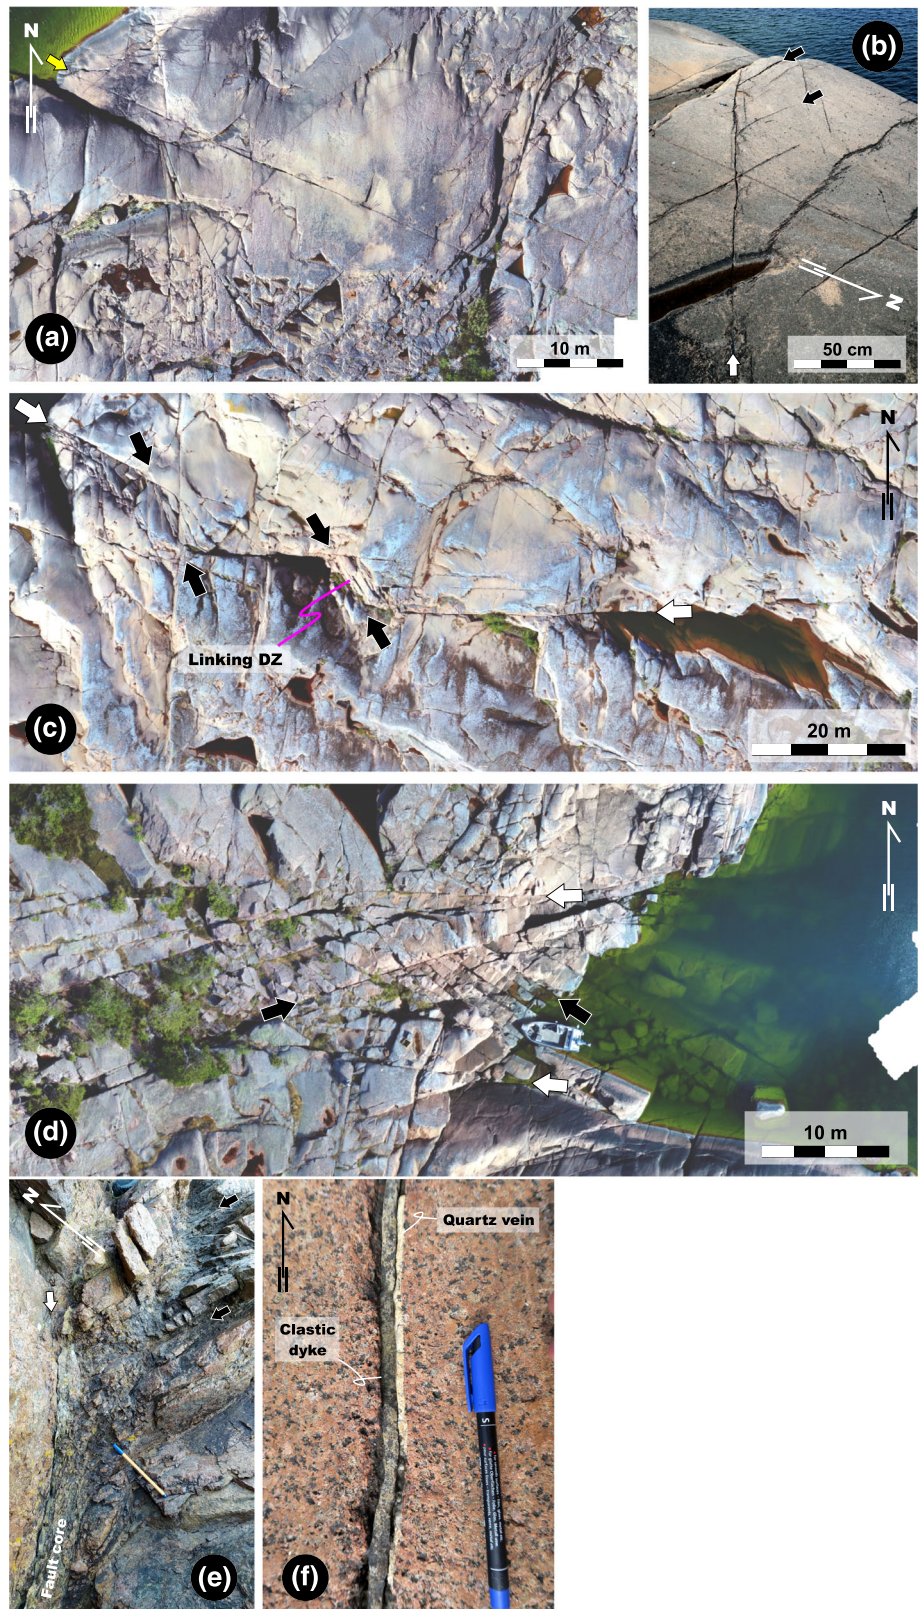 N
(a)
10 m
(b)
N
50 cm
N
Linking DZ
(c)
20 m
N
(d)
10 m
N
Fault core
(e)
N
Quartz vein
Clastic
dyke
S
(f)